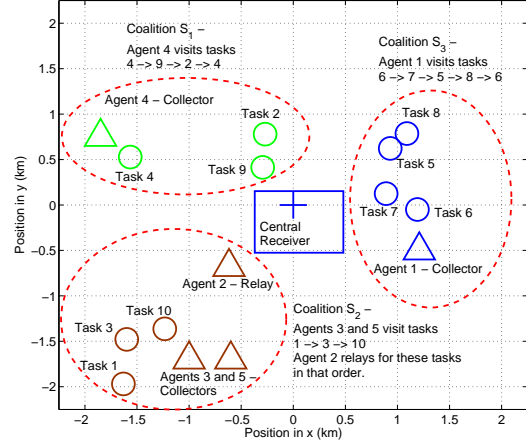 Coalition S1 –
Agent 4 visits tasks
4 –> 9 –> 2 –> 4
Coalition S3 –
Agent 1 visits tasks
6 –> 7 –> 5 –> 8 –> 6
Agent 4 – Collector
Task 2
Task 8
Task 4
Task 9
Task 5
Task 7
Task 6
Central
Receiver
Agent 1 – Collector
Agent 2 – Relay
Coalition S2 –
Agents 3 and 5 visit tasks
1 –> 3 –> 10
Agent 2 relays for these tasks
in that order.
Task 10
Task 3
Task 1
Agents 3 and 5 –
Collectors
2
1.5
1
0.5
0
−0.5
−1
−1.5
−2
Position in y (km)
−2
−1.5
−1
−0.5
0
0.5
1
1.5
2
Position in x (km)